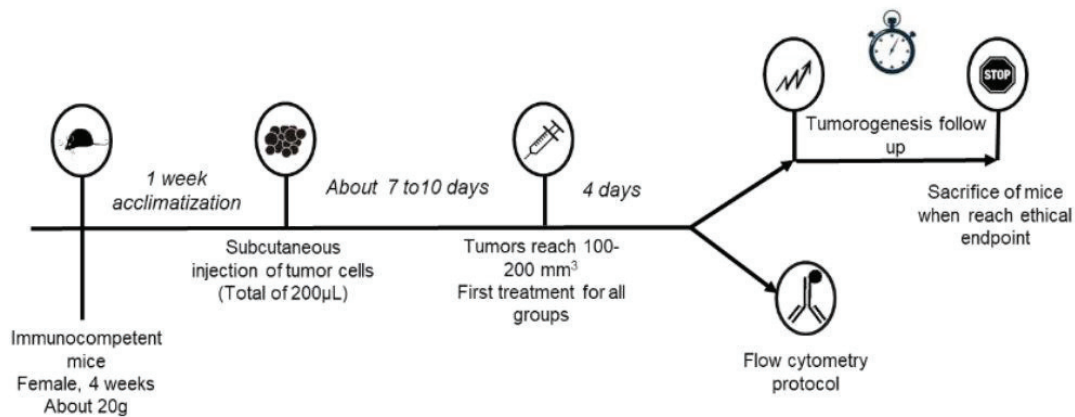 1 week
acclimatization
About 7 to10 days
4 days
STOP
Tumorogenesis follow
up
Immunocompetent
mice
Female, 4 weeks
About 20g
Subcutaneous
injection of tumor cells
(Total of 200µL)
Tumors reach 100-
200 mm³
First treatment for all
groups
Sacrifice of mice
when reach ethical
endpoint
Flow cytometry
protocol